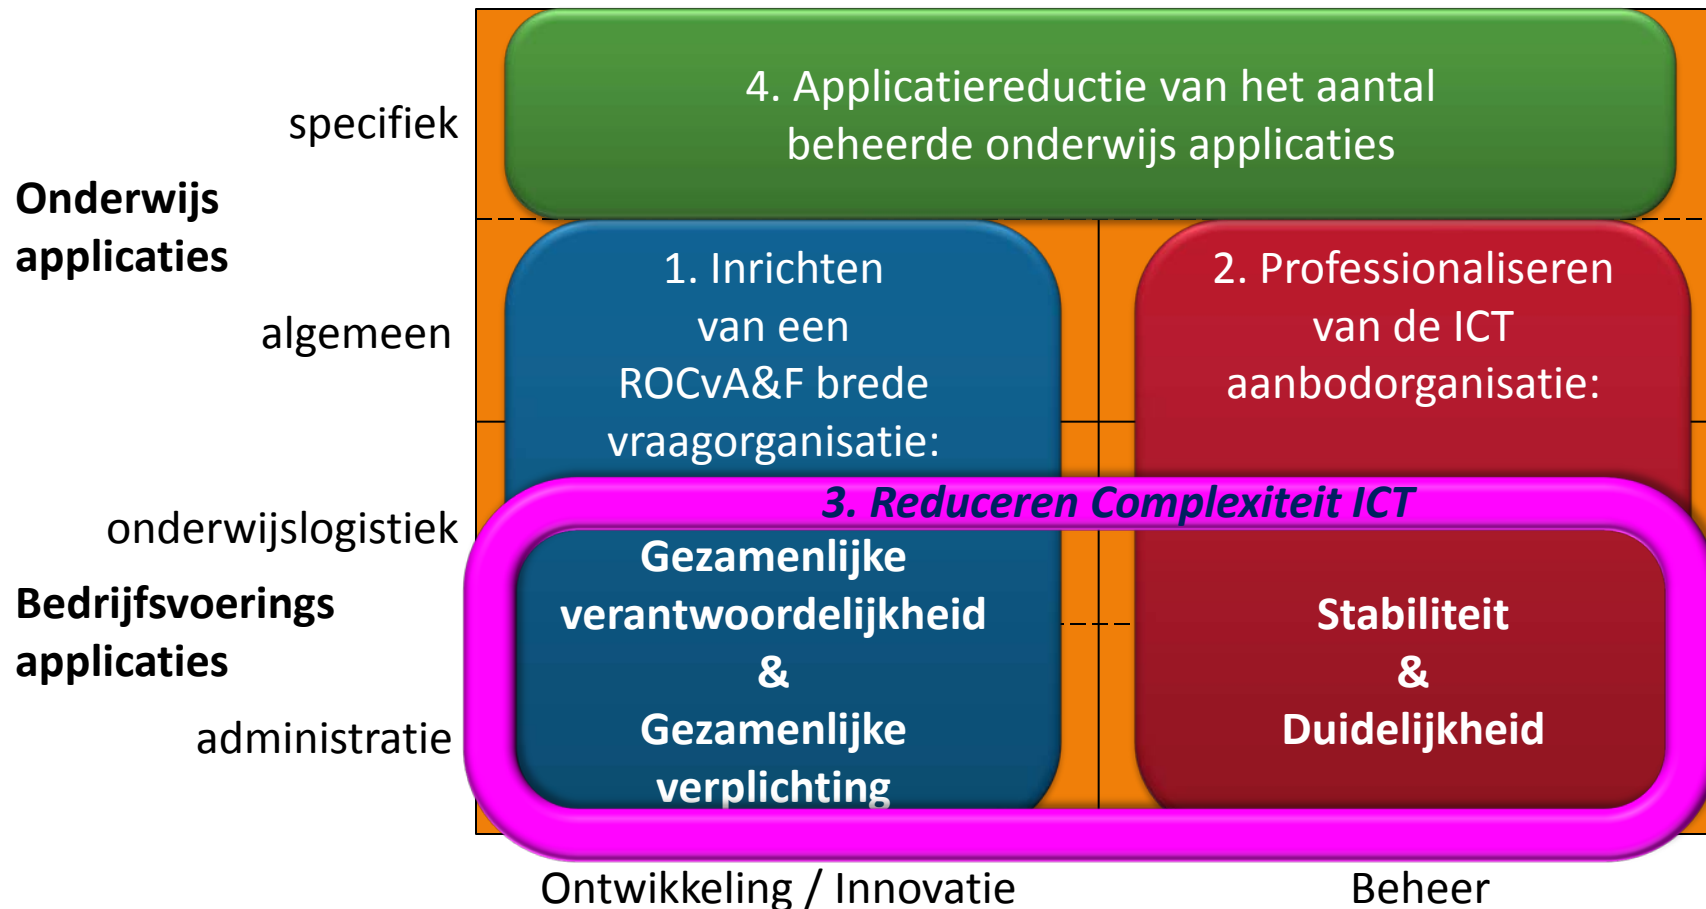 4. Applicatiereductie van het aantal
beheerde onderwijs applicaties
specifiek
Onderwijs
applicaties
algemeen
1. Inrichten
van een
ROCvA&F brede
vraagorganisatie:
2. Professionaliseren
van de ICT
aanbodorganisatie:
3. Reduceren Complexiteit ICT
onderwijslogistiek
Bedrijfsvoerings
applicaties
administratie
Gezamenlijke
verantwoordelijkheid
&
Gezamenlijke
verplichting
Stabiliteit
&
Duidelijkheid
Ontwikkeling / Innovatie
Beheer